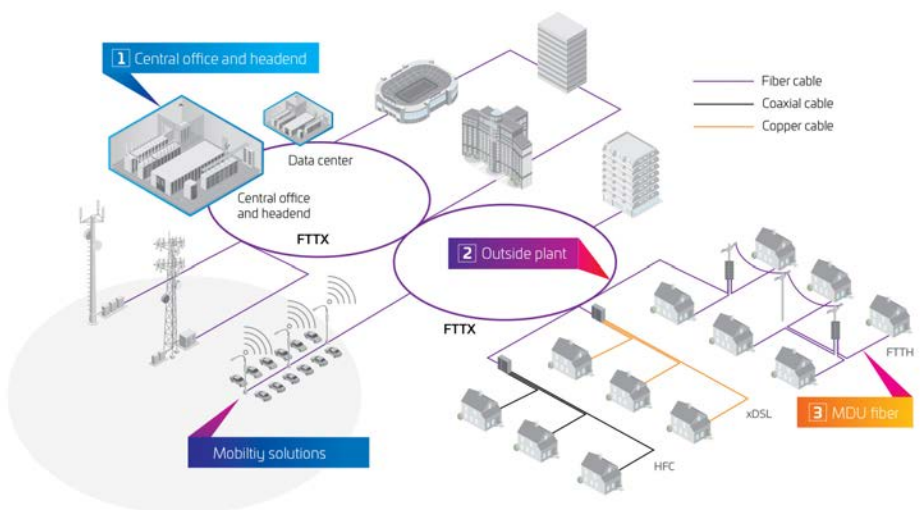 1 Central office and headend
Data center
Central office
and headend
FTTX
Fiber cable
Coaxial cable
Copper cable
2 Outside plant
FTTX
FTTH
3 MDU fiber
xDSL
HFC
Mobiltiy solutions